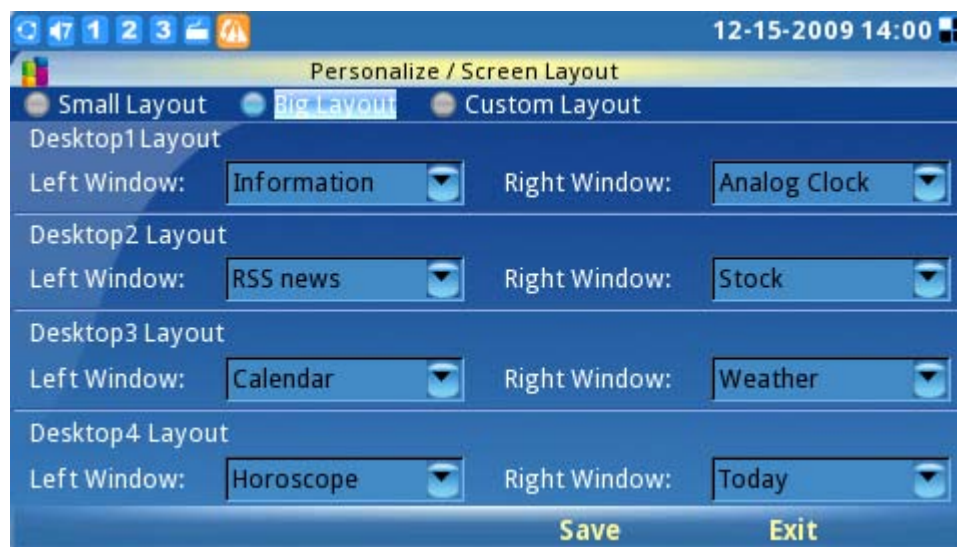 7 1 2 3 12-15-2009 14:00
Personalize / Screen Layout
Small Layout Big Layout Custom Layout
Desktop1 Layout
Left Window: Information Right Window: Analog Clock
Desktop2 Layout
Left Window: RSS news Right Window: Stock
Desktop3 Layout
Left Window: Calendar Right Window: Weather
Desktop4 Layout
Left Window: Horoscope Right Window: Today
Save Exit